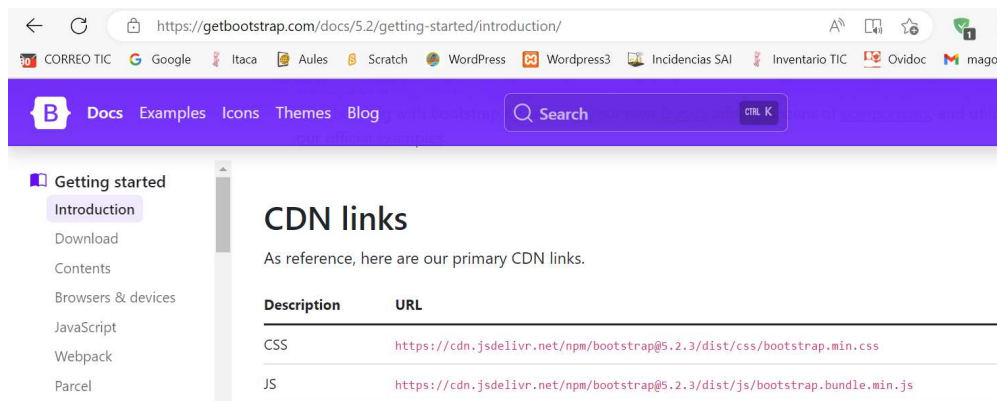 https://getbootstrap.com/docs/5.2/getting-started/introduction/
CORREO TIC Google Itaca Aules Scratch WordPress Wordpress3 Incidencias SAI Inventario TIC Ovidoc mago
B Docs Examples Icons Themes Blog Search CTRL K
our official examples
Getting started
Introduction
Download
Contents
Browsers & devices
JavaScript
Webpack
Parcel
CDN links
As reference, here are our primary CDN links.
Description URL
CSS https://cdn.jsdelivr.net/npm/bootstrap@5.2.3/dist/css/bootstrap.min.css
JS https://cdn.jsdelivr.net/npm/bootstrap@5.2.3/dist/js/bootstrap.bundle.min.js